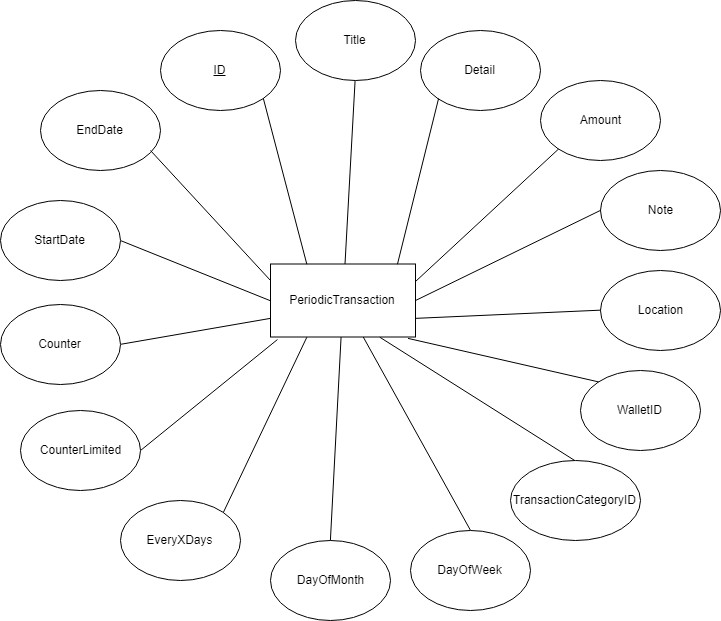 Title
ID
Detail
Amount
EndDate
Note
StartDate
PeriodicTransaction
Location
Counter
WalletID
CounterLimited
TransactionCategoryID
EveryXDays
DayOfWeek
DayOfMonth